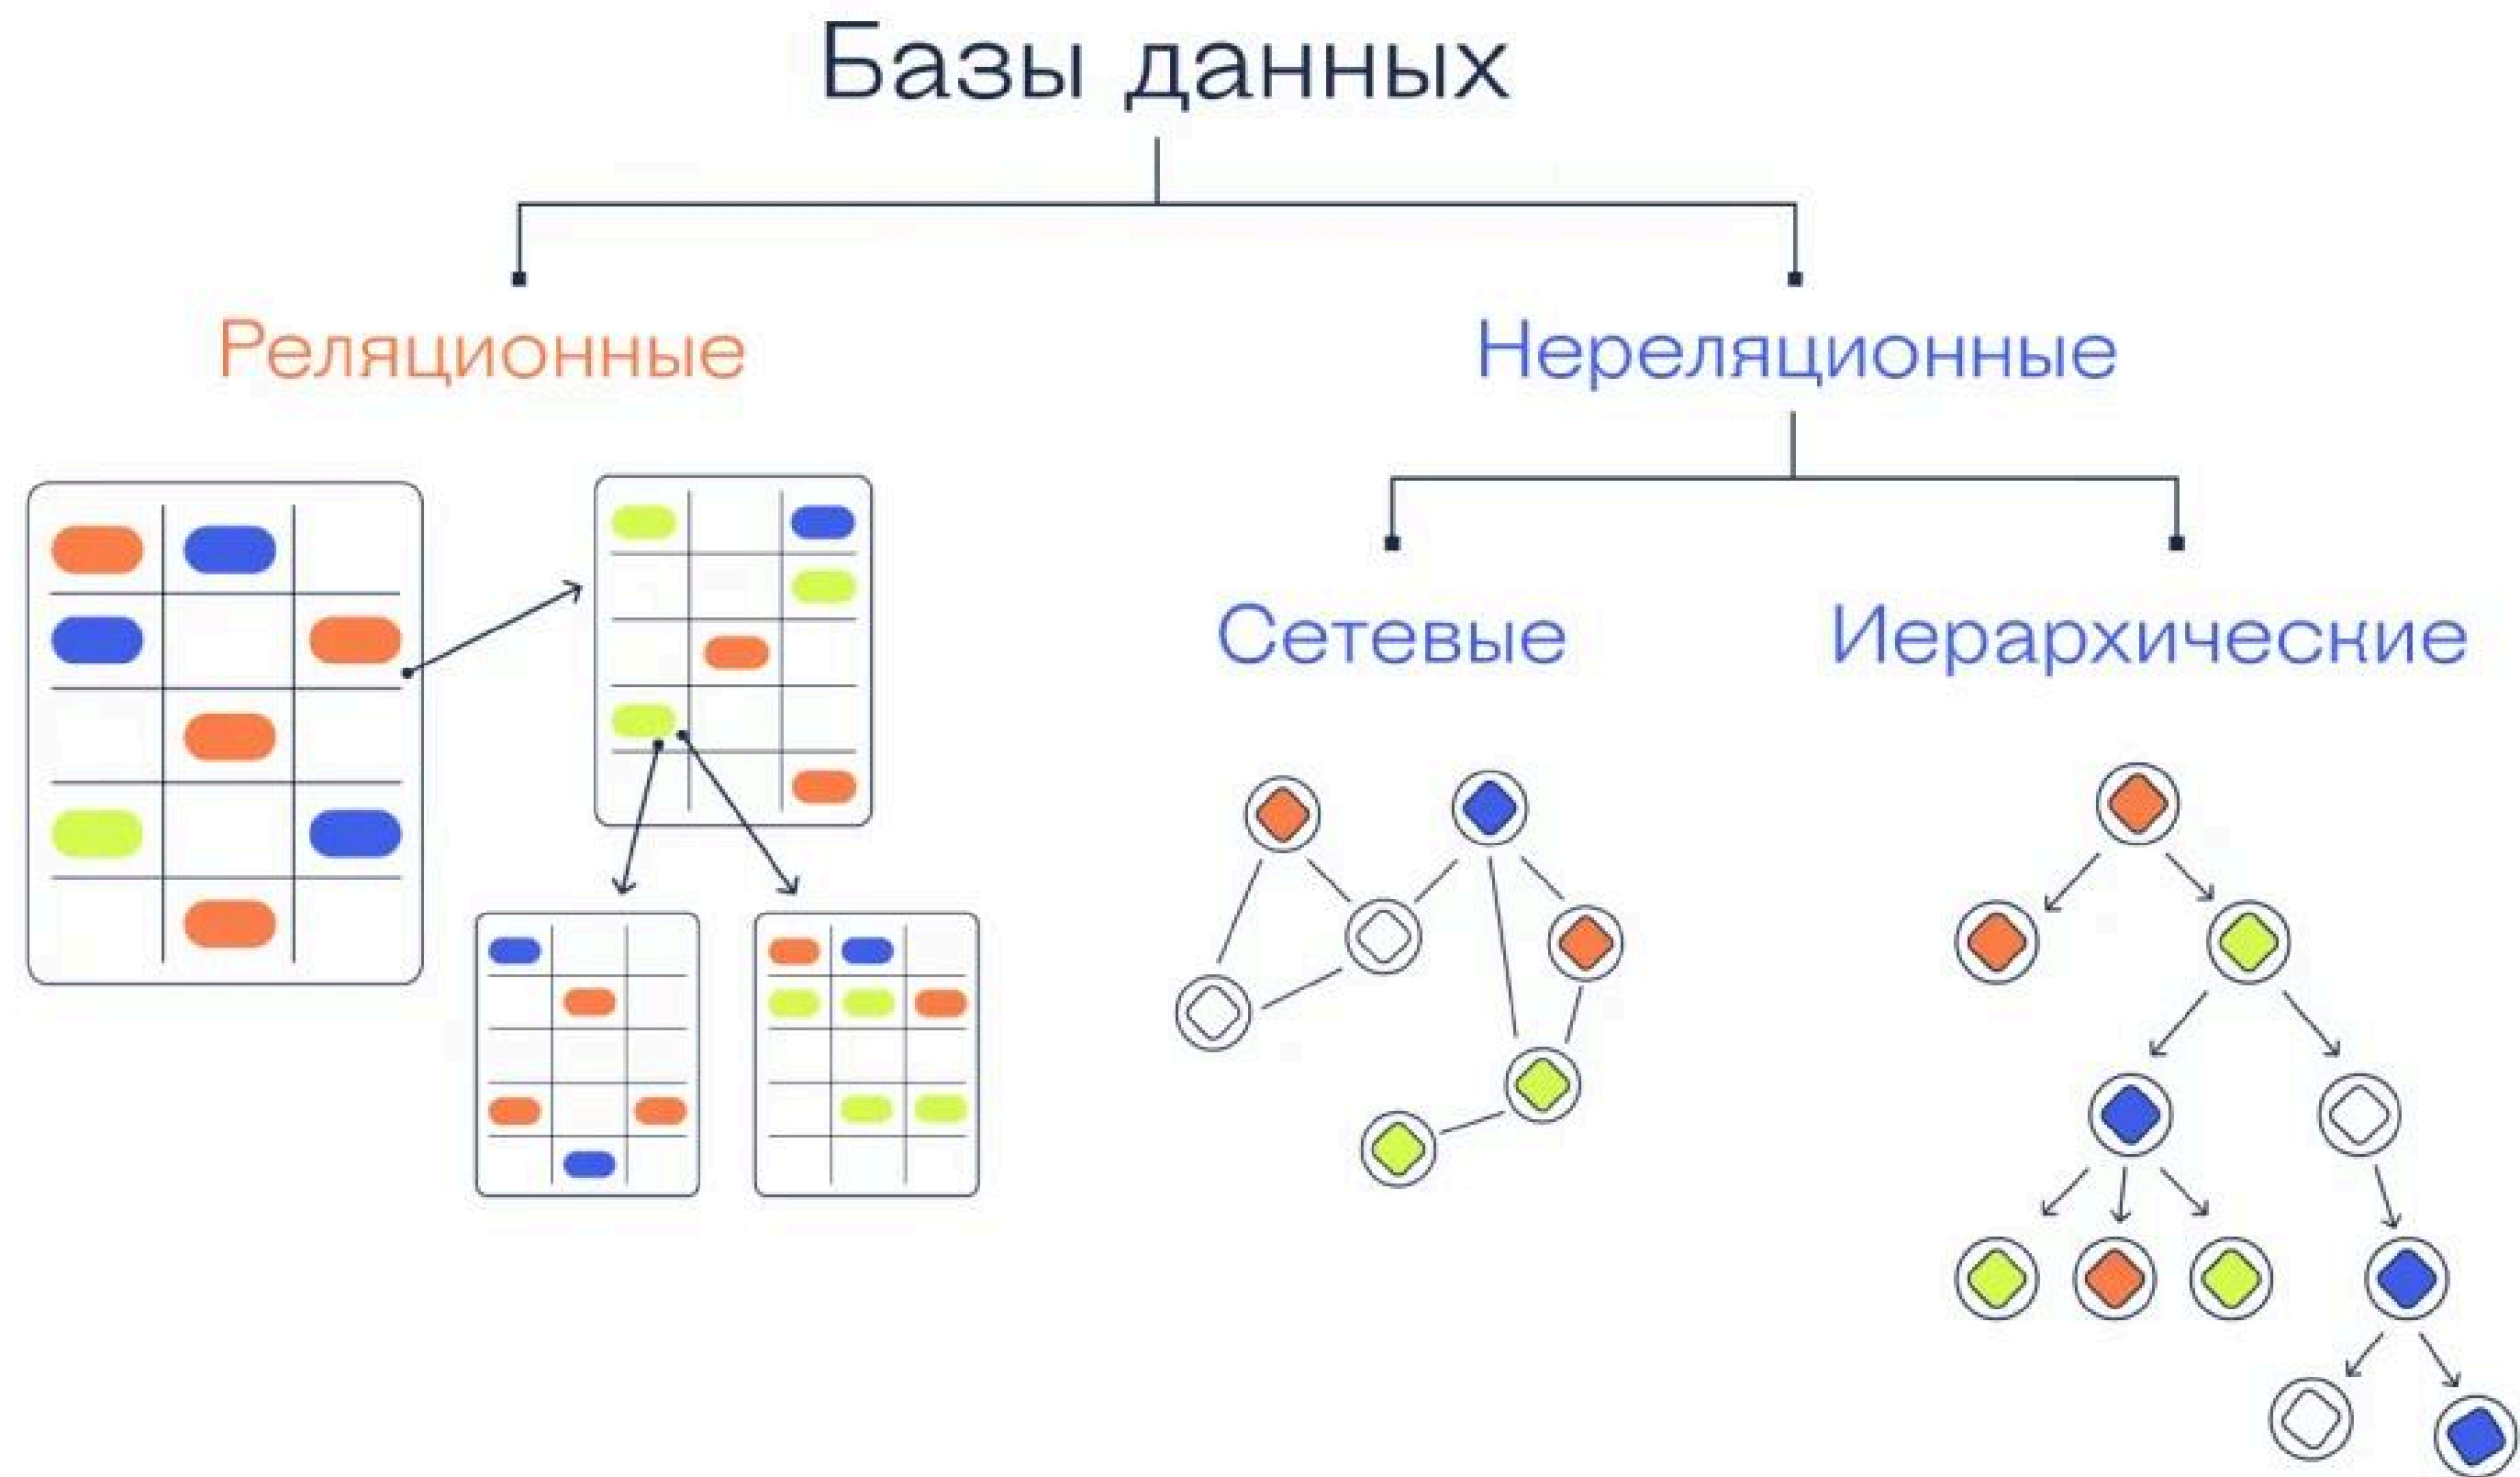 Базы данных
Реляционные
Нереляционные
Сетевые
Иерархические